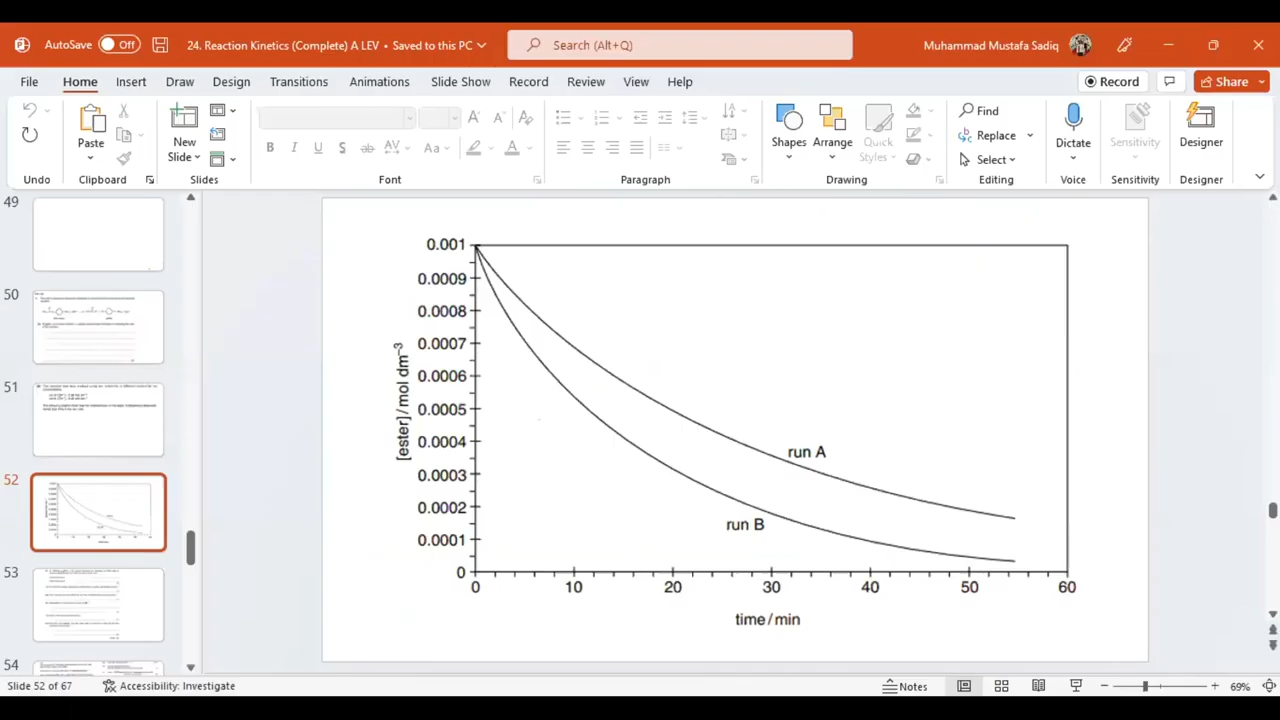 AutoSave Off 24. Reaction Kinetics (Complete) A LEV • Saved to this PC Search (Alt+Q) Muhammad Mustafa Sadiq
File Home Insert Draw Design Transitions Animations Slide Show Record Review View Help Record Share
Paste New Slide B I U S ab AV Aa A Shapes Arrange Quick Styles Find Replace Select Dictate Sensitivity Designer
Undo Clipboard Slides Font Paragraph Drawing Editing Voice Sensitivity Designer
49
50
51
52
53
54
0.001
0.0009
0.0008
0.0007
0.0006
0.0005
0.0004
0.0003
0.0002
0.0001
0
[ester]/mol dm⁻³
run A
run B
0 10 20 30 40 50 60
time/min
Slide 52 of 67 Accessibility: Investigate Notes 69%